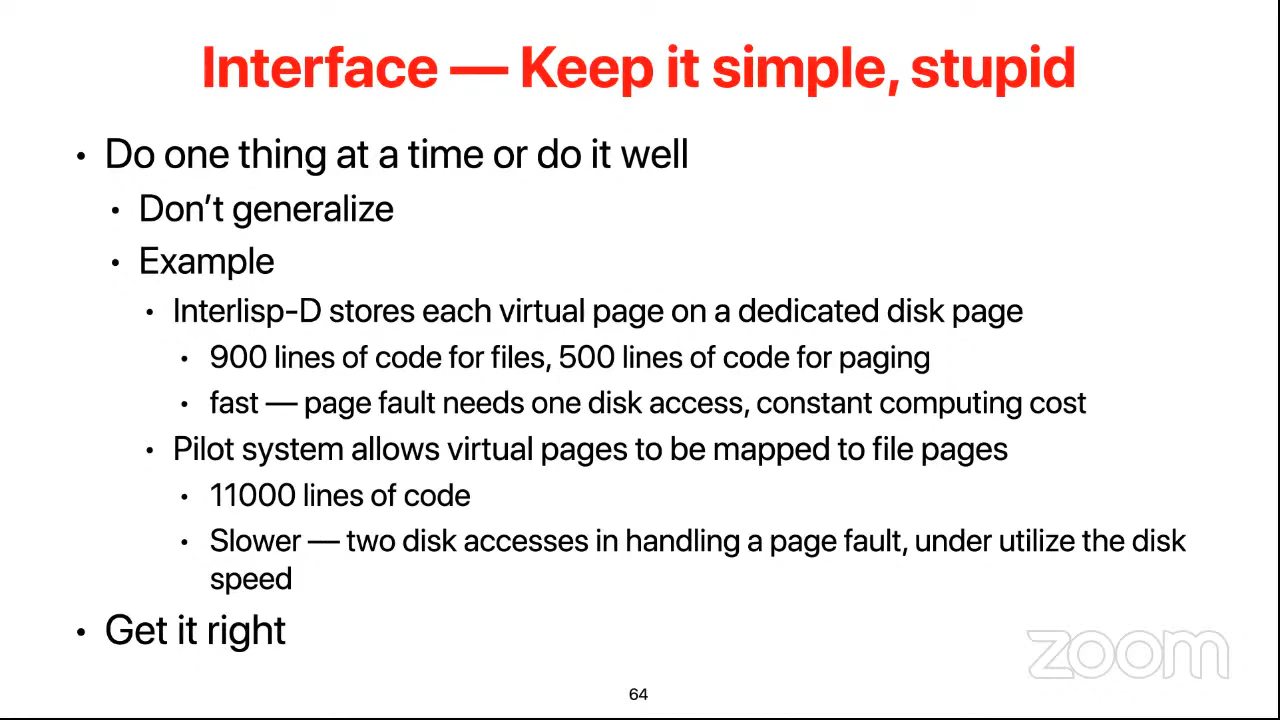 Interface — Keep it simple, stupid
• Do one thing at a time or do it well
• Don’t generalize
• Example
• Interlisp-D stores each virtual page on a dedicated disk page
• 900 lines of code for files, 500 lines of code for paging
• fast — page fault needs one disk access, constant computing cost
• Pilot system allows virtual pages to be mapped to file pages
• 11000 lines of code
• Slower — two disk accesses in handling a page fault, under utilize the disk
speed
• Get it right
zoom
64